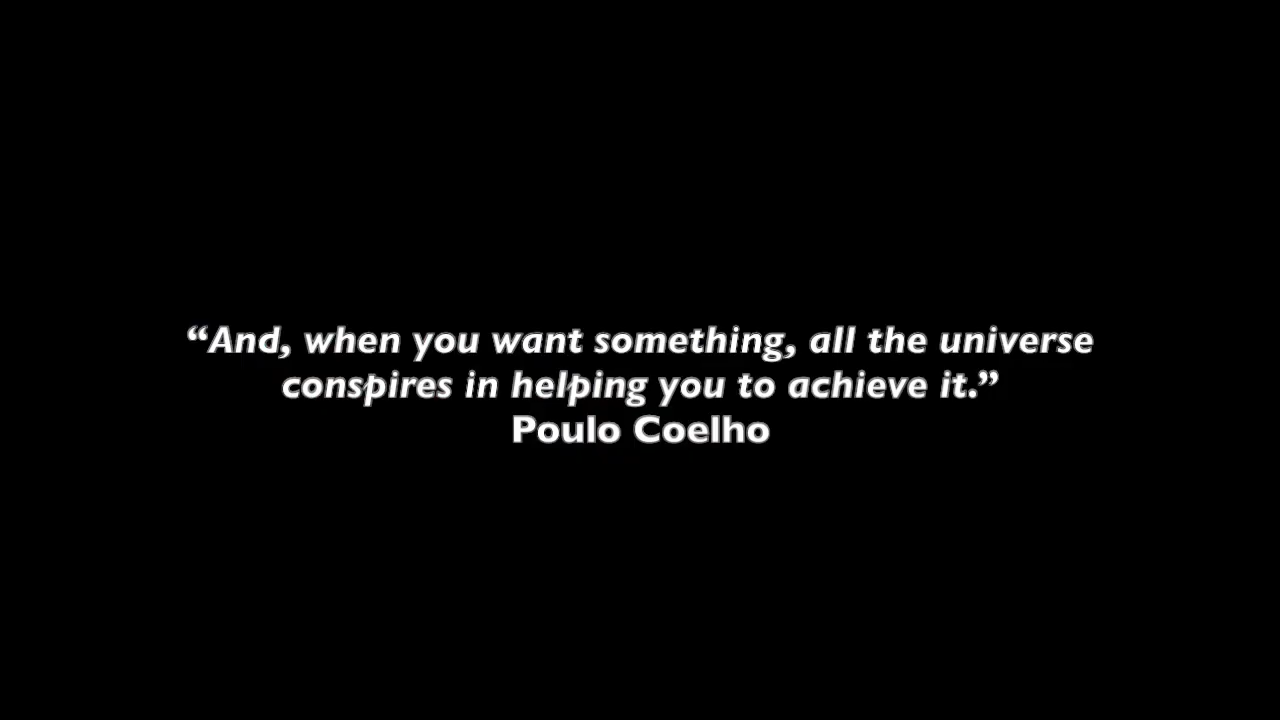 “And, when you want something, all the universe
conspires in helping you to achieve it.”
Poulo Coelho